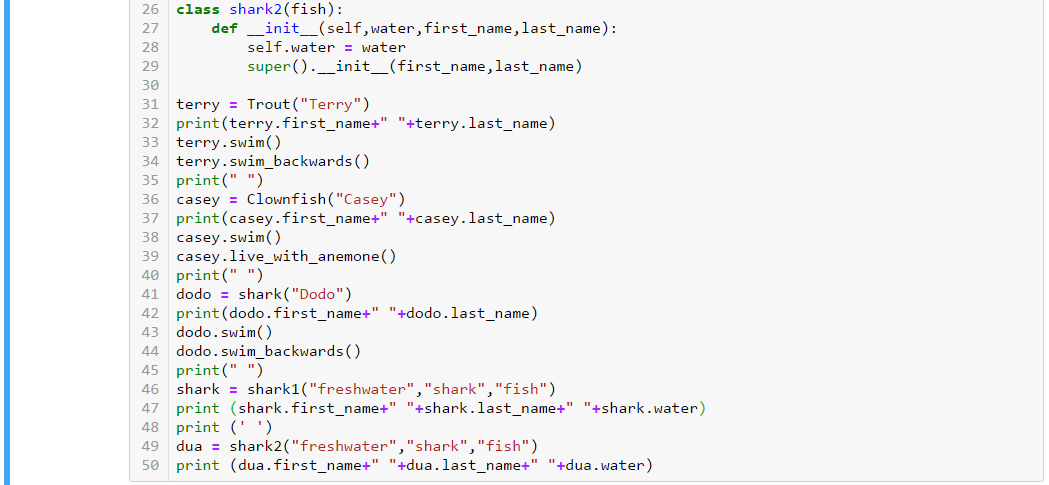 26 class shark2(fish):
27     def __init__(self,water,first_name,last_name):
28         self.water = water
29         super().__init__(first_name,last_name)
30
31 terry = Trout("Terry")
32 print(terry.first_name+" "+terry.last_name)
33 terry.swim()
34 terry.swim_backwards()
35 print(" ")
36 casey = Clownfish("Casey")
37 print(casey.first_name+" "+casey.last_name)
38 casey.swim()
39 casey.live_with_anemone()
40 print(" ")
41 dodo = shark("Dodo")
42 print(dodo.first_name+" "+dodo.last_name)
43 dodo.swim()
44 dodo.swim_backwards()
45 print(" ")
46 shark = shark1("freshwater","shark","fish")
47 print (shark.first_name+" "+shark.last_name+" "+shark.water)
48 print (' ')
49 dua = shark2("freshwater","shark","fish")
50 print (dua.first_name+" "+dua.last_name+" "+dua.water)